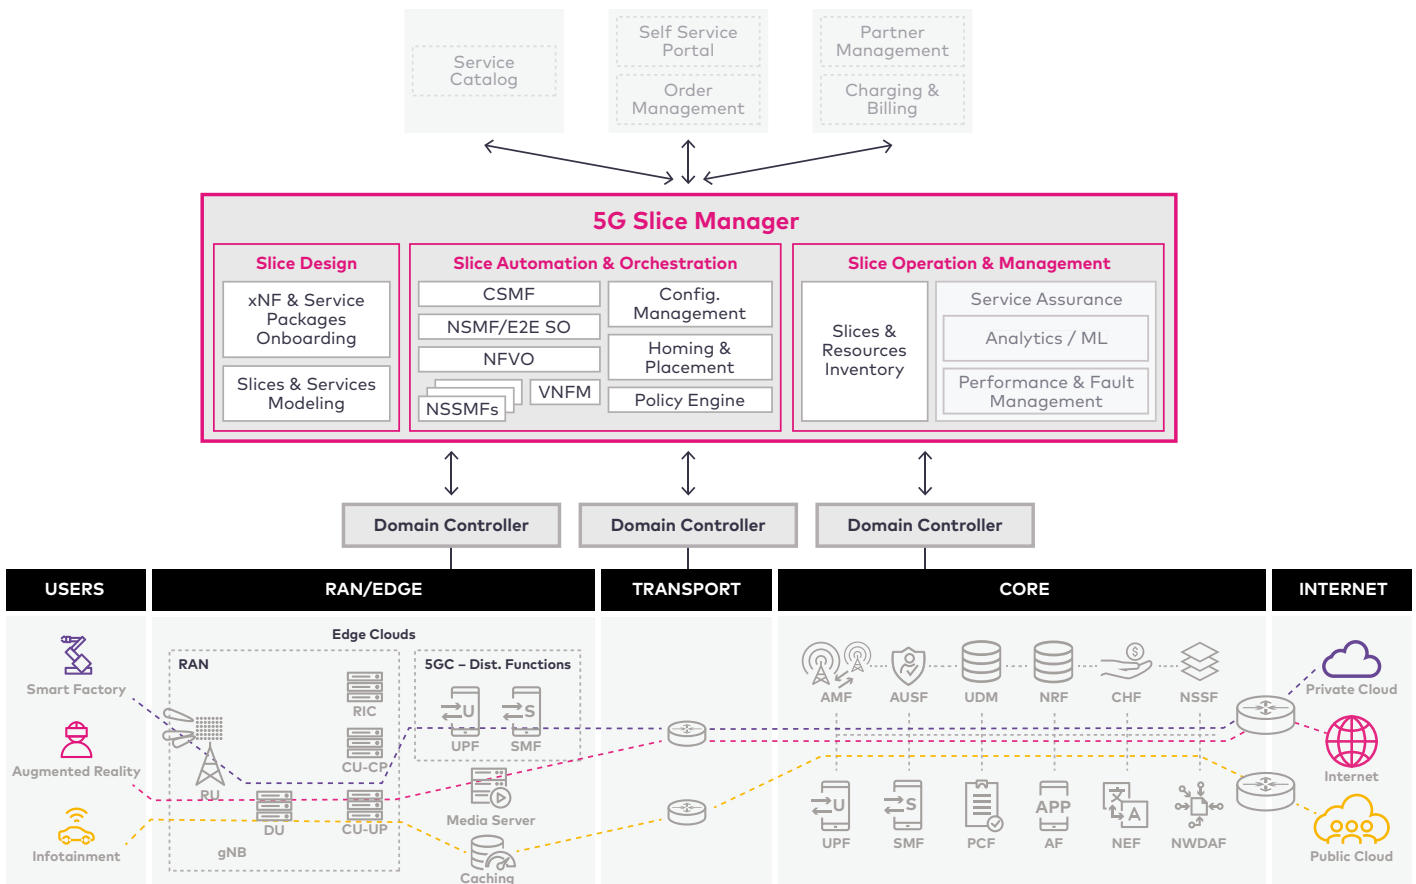 Service
Catalog
Self Service
Portal
Order
Management
Partner
Management
Charging &
Billing
5G Slice Manager
Slice Design
xNF & Service
Packages
Onboarding
Slices & Services
Modeling
Slice Automation & Orchestration
CSMF
NSMF/E2E SO
NFVO
NSSMFs
VNFM
Config.
Management
Homing &
Placement
Policy Engine
Slice Operation & Management
Slices &
Resources
Inventory
Service Assurance
Analytics / ML
Performance & Fault
Management
Domain Controller
Domain Controller
Domain Controller
USERS
RAN/EDGE
TRANSPORT
CORE
INTERNET
Smart Factory
Augmented Reality
Infotainment
Edge Clouds
RAN
RIC
CU-CP
RU
DU
CU-UP
gNB
5GC – Dist. Functions
U
UPF
S
SMF
Media Server
Caching
AMF
AUSF
UDM
NRF
$
CHF
NSSF
U
UPF
S
SMF
PCF
APP
AF
文
A
NEF
NWDAF
Private Cloud
Internet
Public Cloud